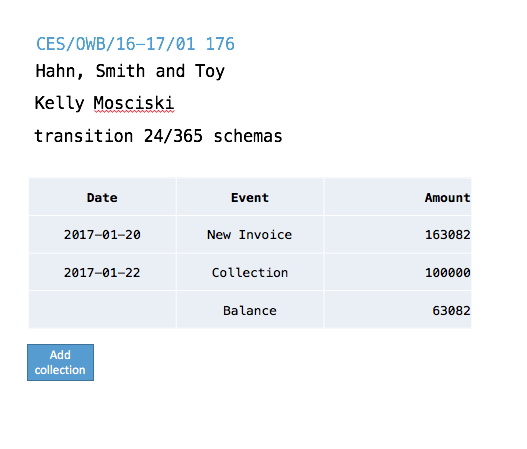 CES/OWB/16-17/01 176
Hahn, Smith and Toy
Kelly Mosciski
transition 24/365 schemas
Date Event Amount
2017-01-20 New Invoice 163082
2017-01-22 Collection 100000
Balance 63082
Add
collection